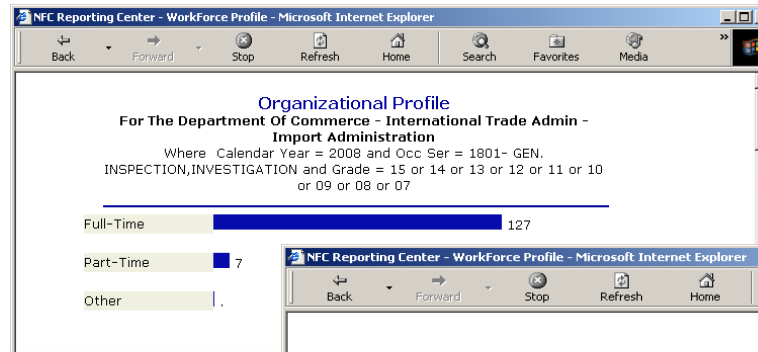 NFC Reporting Center - WorkForce Profile - Microsoft Internet Explorer
Back Forward Stop Refresh Home Search Favorites Media »
Organizational Profile
For The Department Of Commerce - International Trade Admin -
Import Administration
Where Calendar Year = 2008 and Occ Ser = 1801- GEN.
INSPECTION,INVESTIGATION and Grade = 15 or 14 or 13 or 12 or 11 or 10
or 09 or 08 or 07
Full-Time 127
Part-Time 7
Other .
NFC Reporting Center - WorkForce Profile - Microsoft Internet Explorer
Back Forward Stop Refresh Home